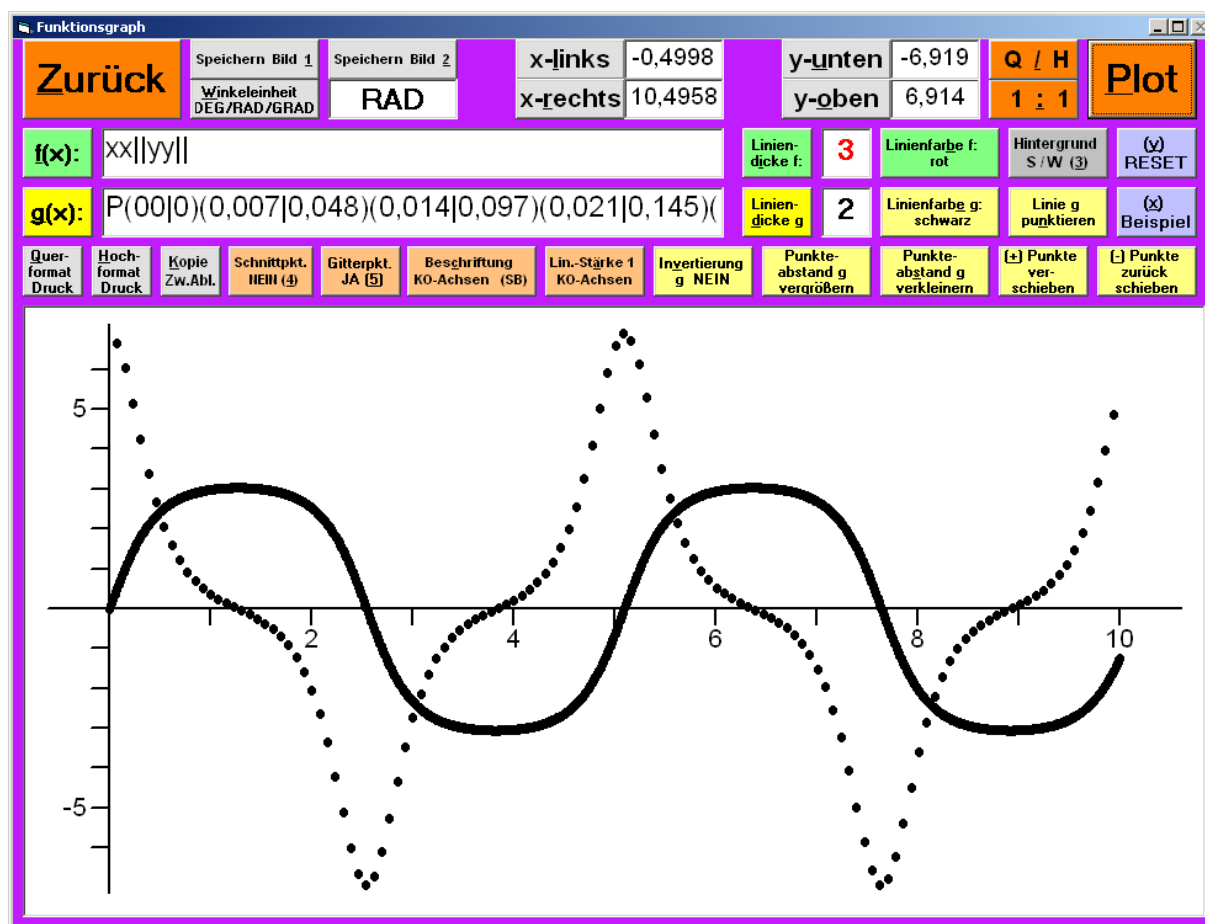 Funktionsgraph
Zurück
Speichern Bild 1
Speichern Bild 2
Winkeleinheit
DEG/RAD/GRAD
RAD
x-links
-0,4998
x-rechts
10,4958
y-unten
-6,919
y-oben
6,914
Q / H
1 : 1
Plot
f(x):
xx||yy||
Linien-
dicke f:
3
Linienfarbe f:
rot
Hintergrund
S / W (3)
(y)
RESET
g(x):
P(00|0)(0,007|0,048)(0,014|0,097)(0,021|0,145)(
Linien-
dicke g
2
Linienfarbe g:
schwarz
Linie g
punktieren
(x)
Beispiel
Quer-
format
Druck
Hoch-
format
Druck
Kopie
Zw.Abl.
Schnittpkt.
NEIN (4)
Gitterpkt.
JA (5)
Beschriftung
KO-Achsen (SB)
Lin.-Stärke 1
KO-Achsen
Invertierung
g NEIN
Punkte-
abstand g
vergrößern
Punkte-
abstand g
verkleinern
(+) Punkte
ver-
schieben
(-) Punkte
zurück
schieben
5
2
4
6
8
10
-5